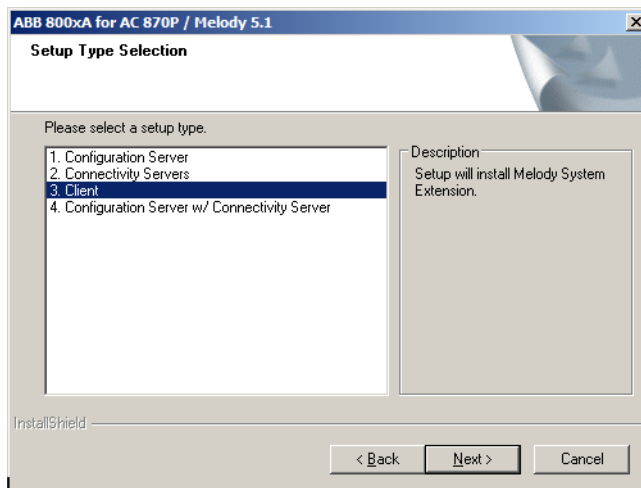 ABB 800xA for AC 870P / Melody 5.1
Setup Type Selection
Please select a setup type.
1. Configuration Server
2. Connectivity Servers
3. Client
4. Configuration Server w/ Connectivity Server
Description
Setup will install Melody System
Extension.
InstallShield
< Back
Next >
Cancel